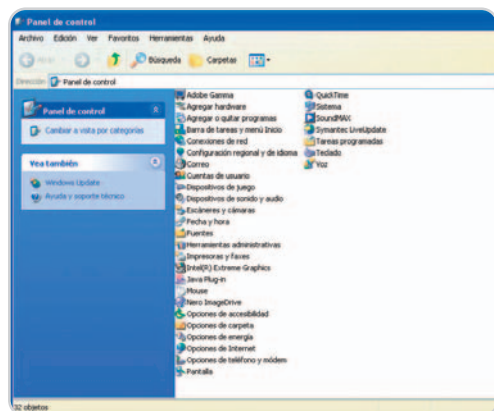 Panel de control
Archivo Edición Ver Favoritos Herramientas Ayuda
Búsqueda Carpetas
Dirección Panel de control
Panel de control
Cambiar a vista por categorías
Vea también
Windows Update
Ayuda y soporte técnico
Adobe Gamma
Agregar hardware
Agregar o quitar programas
Barra de tareas y menú Inicio
Conexiones de red
Configuración regional y de idioma
Correo
Cuentas de usuario
Dispositivos de juego
Dispositivos de sonido y audio
Escáneres y cámaras
Fecha y hora
Fuentes
Herramientas administrativas
Impresoras y faxes
Intel(R) Extreme Graphics
Java Plug-in
Mouse
Nero ImageDrive
Opciones de accesibilidad
Opciones de carpeta
Opciones de energía
Opciones de Internet
Opciones de teléfono y módem
Pantalla
QuickTime
Sistema
SoundMAX
Symantec LiveUpdate
Tareas programadas
Teclado
Voz
32 objetos